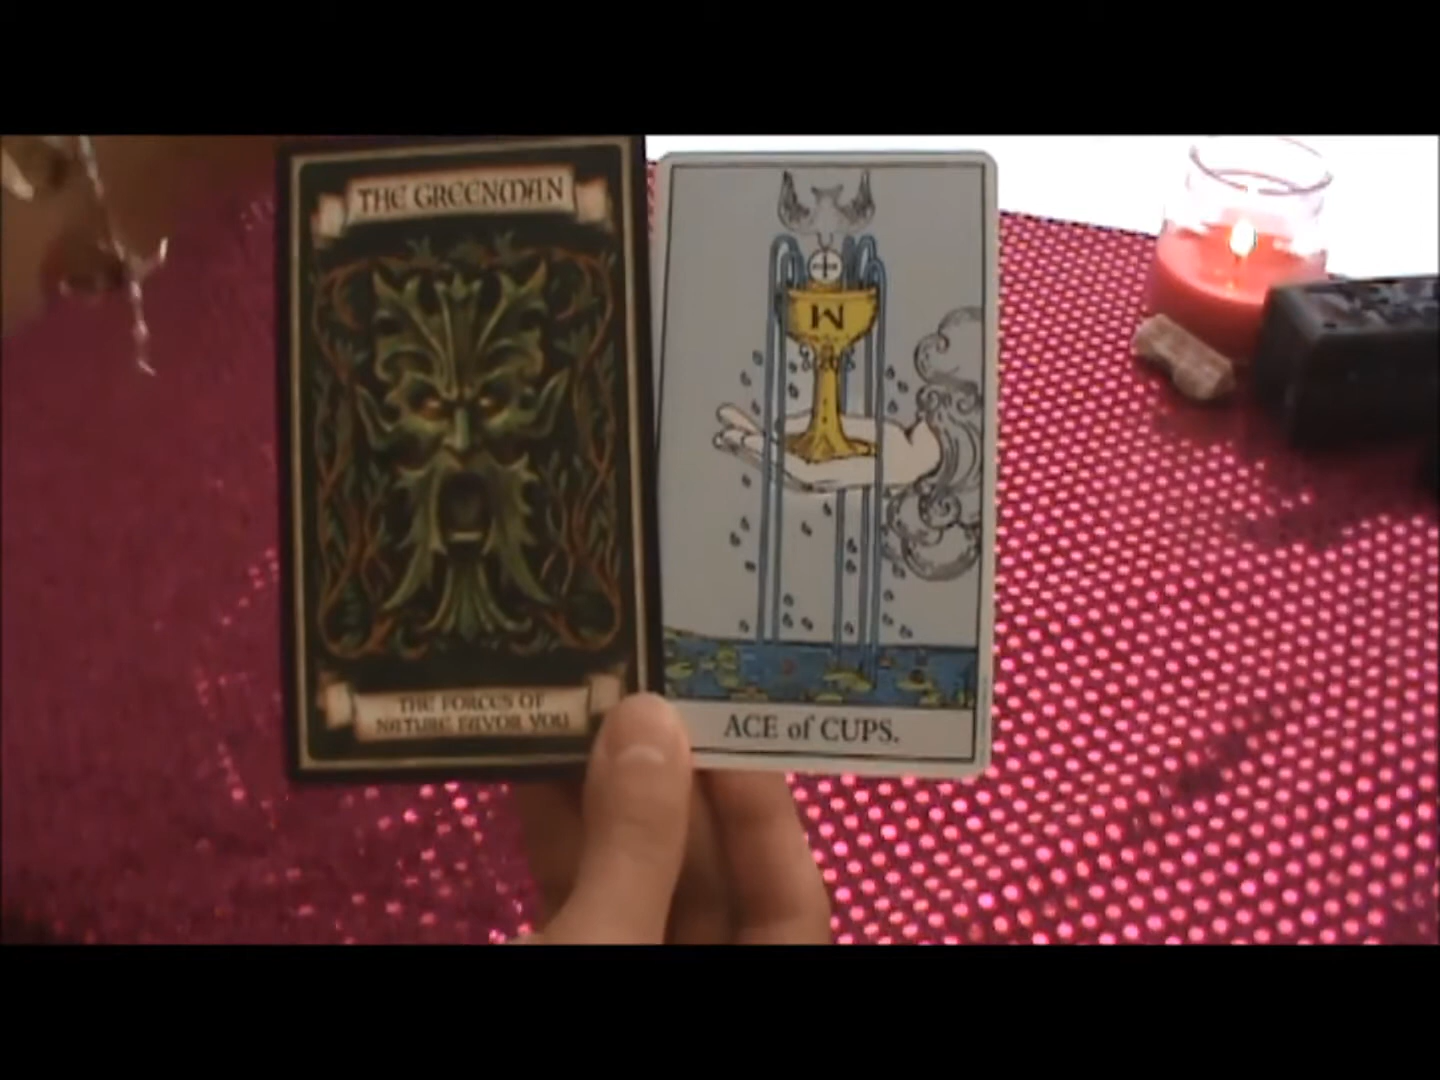 THE GREENMAN
THE FORCES OF
NATURE FAVOR YOU
W
ACE of CUPS.